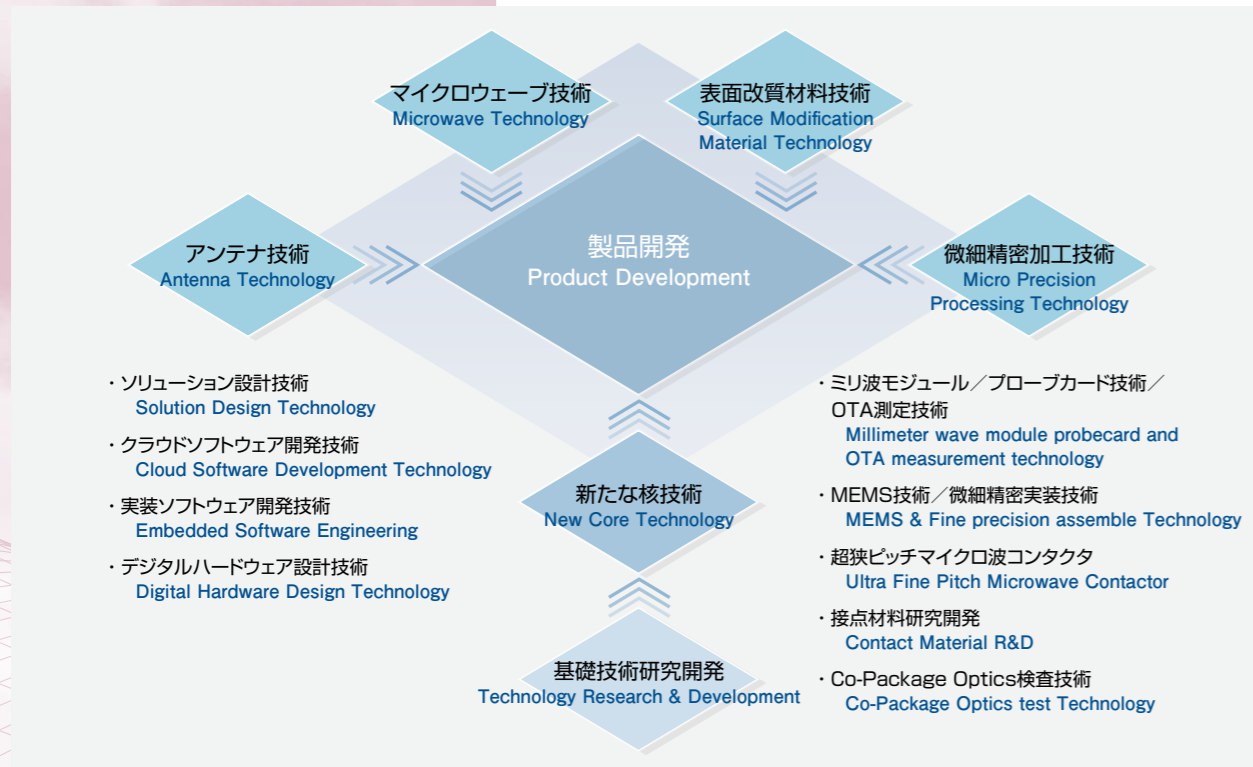 マイクロウェーブ技術
Microwave Technology
表面改質材料技術
Surface Modification
Material Technology
アンテナ技術
Antenna Technology
製品開発
Product Development
微細精密加工技術
Micro Precision
Processing Technology
・ソリューション設計技術
Solution Design Technology
・クラウドソフトウェア開発技術
Cloud Software Development Technology
・実装ソフトウェア開発技術
Embedded Software Engineering
・デジタルハードウェア設計技術
Digital Hardware Design Technology
新たな核技術
New Core Technology
基礎技術研究開発
Technology Research & Development
・ミリ波モジュール／プローブカード技術／
OTA測定技術
Millimeter wave module probecard and
OTA measurement technology
・MEMS技術／微細精密実装技術
MEMS & Fine precision assemble Technology
・超狭ピッチマイクロ波コンタクタ
Ultra Fine Pitch Microwave Contactor
・接点材料研究開発
Contact Material R&D
・Co-Package Optics検査技術
Co-Package Optics test Technology